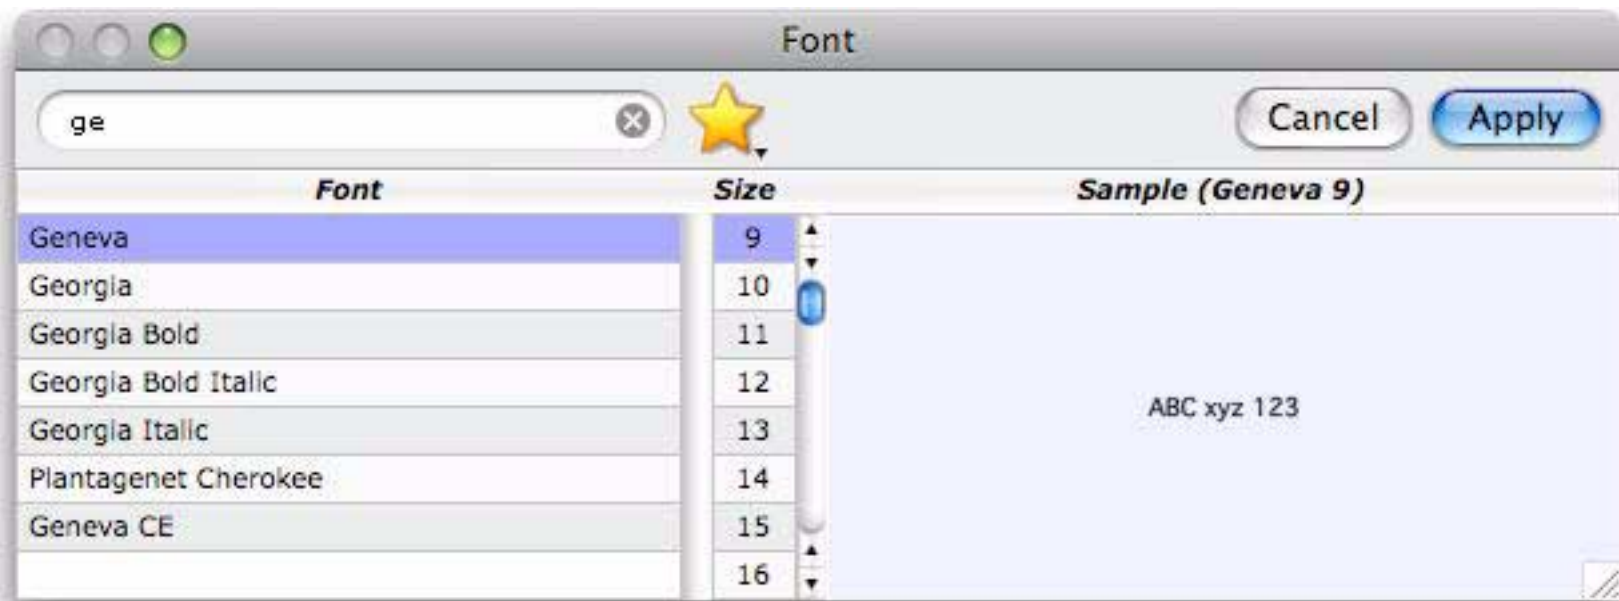 Font
ge
Cancel Apply
Font Size Sample (Geneva 9)
Geneva 9
Georgia 10
Georgia Bold 11
Georgia Bold Italic 12
Georgia Italic 13
Plantagenet Cherokee 14
Geneva CE 15
16
ABC xyz 123